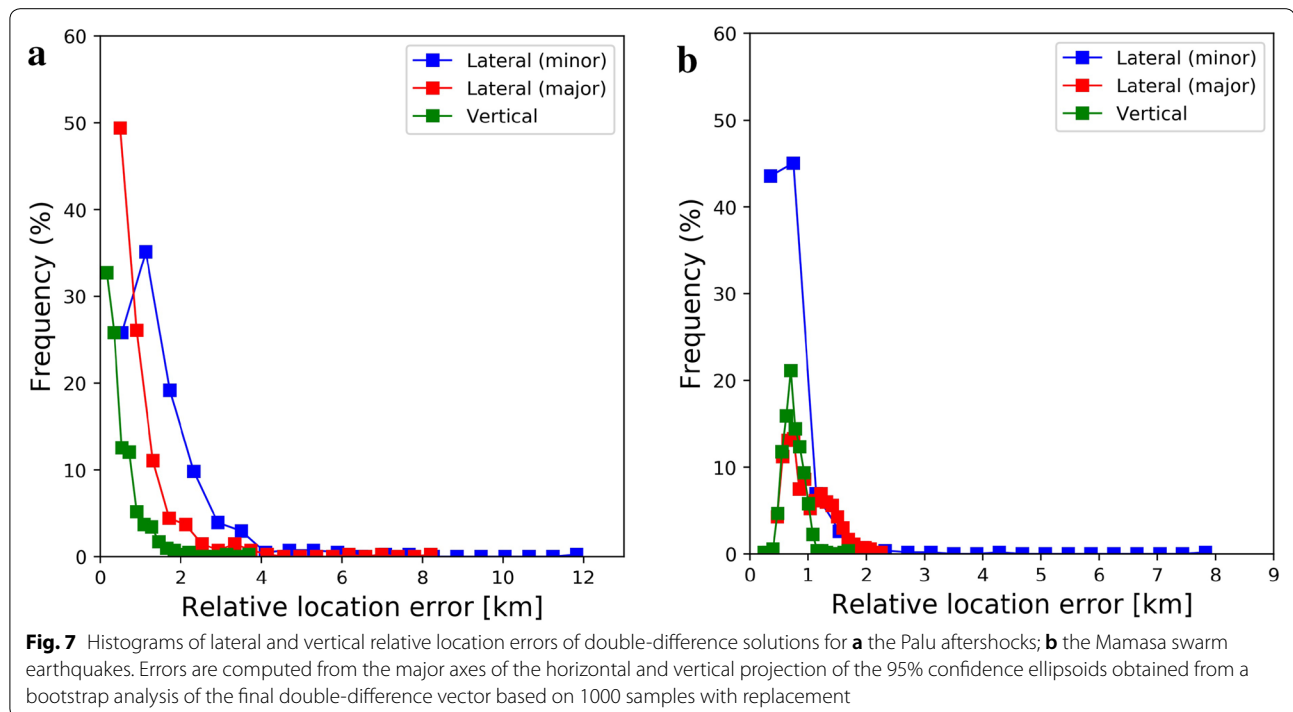 a
60
50
40
30
20
10
0
Frequency (%)
Lateral (minor)
Lateral (major)
Vertical
0 2 4 6 8 10 12
Relative location error [km]
b
60
50
40
30
20
10
0
Frequency (%)
Lateral (minor)
Lateral (major)
Vertical
0 1 2 3 4 5 6 7 8 9
Relative location error [km]
Fig. 7 Histograms of lateral and vertical relative location errors of double-difference solutions for a the Palu aftershocks; b the Mamasa swarm
earthquakes. Errors are computed from the major axes of the horizontal and vertical projection of the 95% confidence ellipsoids obtained from a
bootstrap analysis of the final double-difference vector based on 1000 samples with replacement